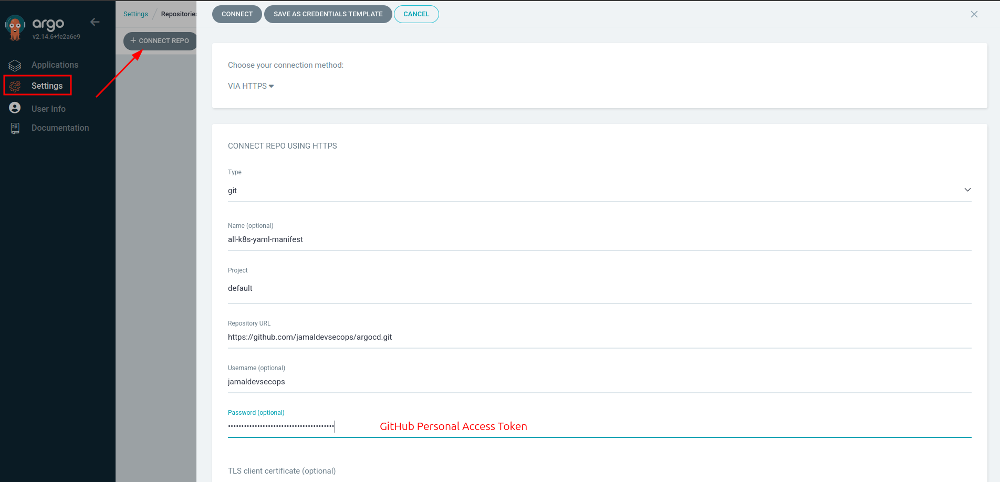 argo
v2.14.6+fe2a6e9
Applications
Settings
User Info
Documentation
Settings / Repositories
+ CONNECT REPO
CONNECT
SAVE AS CREDENTIALS TEMPLATE
CANCEL
Choose your connection method:
VIA HTTPS
CONNECT REPO USING HTTPS
Type
git
Name (optional)
all-k8s-yaml-manifest
Project
default
Repository URL
https://github.com/jamaldevsecops/argocd.git
Username (optional)
jamaldevsecops
Password (optional)
GitHub Personal Access Token
TLS client certificate (optional)